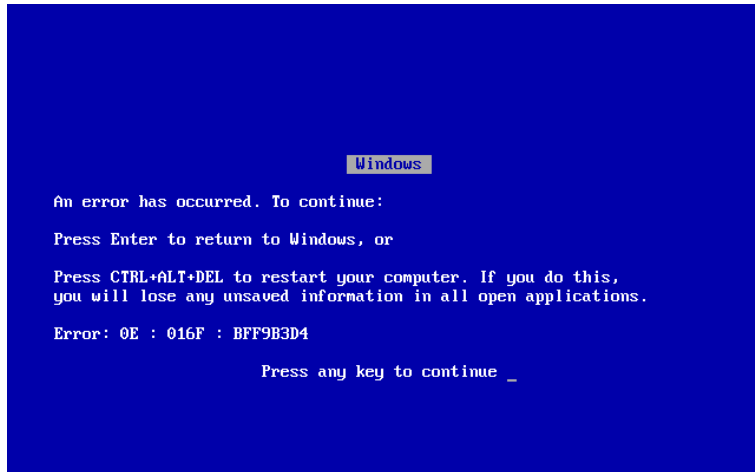 Windows
An error has occurred. To continue:
Press Enter to return to Windows, or
Press CTRL+ALT+DEL to restart your computer. If you do this,
you will lose any unsaved information in all open applications.
Error: 0E : 016F : BFF9B3D4
Press any key to continue _